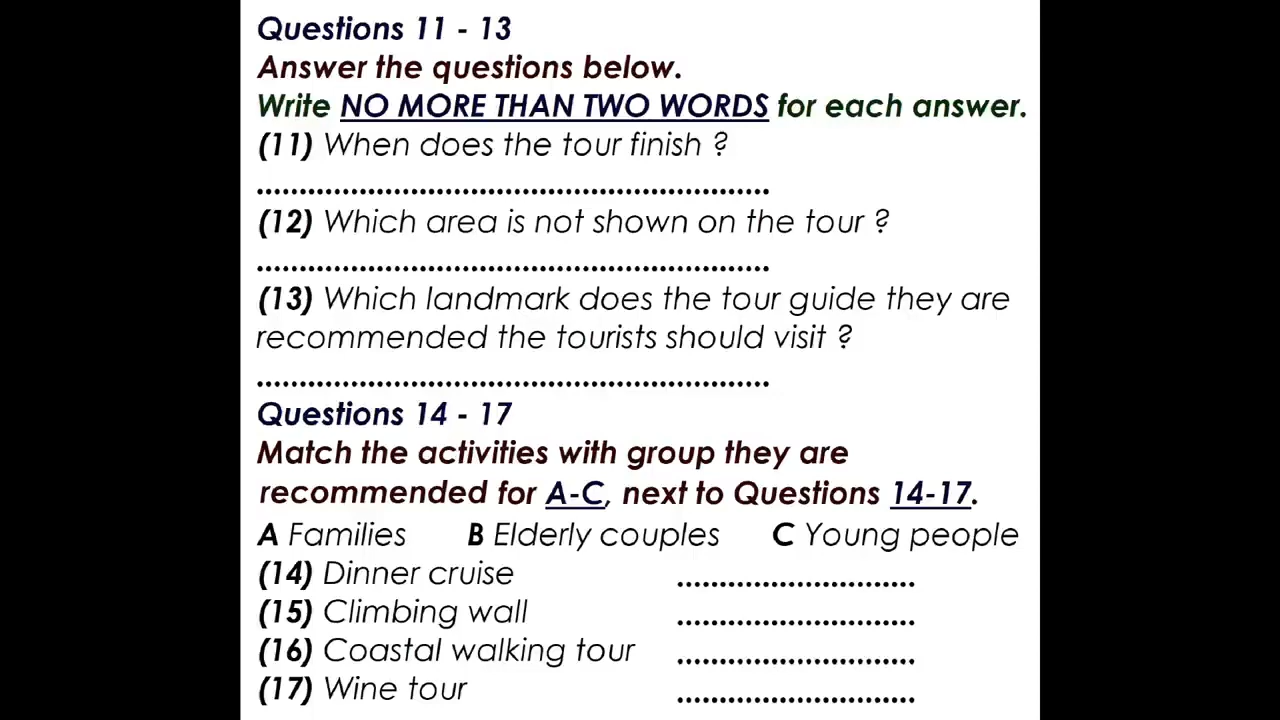 Questions 11 - 13
Answer the questions below.
Write NO MORE THAN TWO WORDS for each answer.
(11) When does the tour finish ?
............................................................
(12) Which area is not shown on the tour ?
............................................................
(13) Which landmark does the tour guide they are
recommended the tourists should visit ?
............................................................
Questions 14 - 17
Match the activities with group they are
recommended for A-C, next to Questions 14-17.
A Families B Elderly couples C Young people
(14) Dinner cruise ............................
(15) Climbing wall ............................
(16) Coastal walking tour ............................
(17) Wine tour ............................